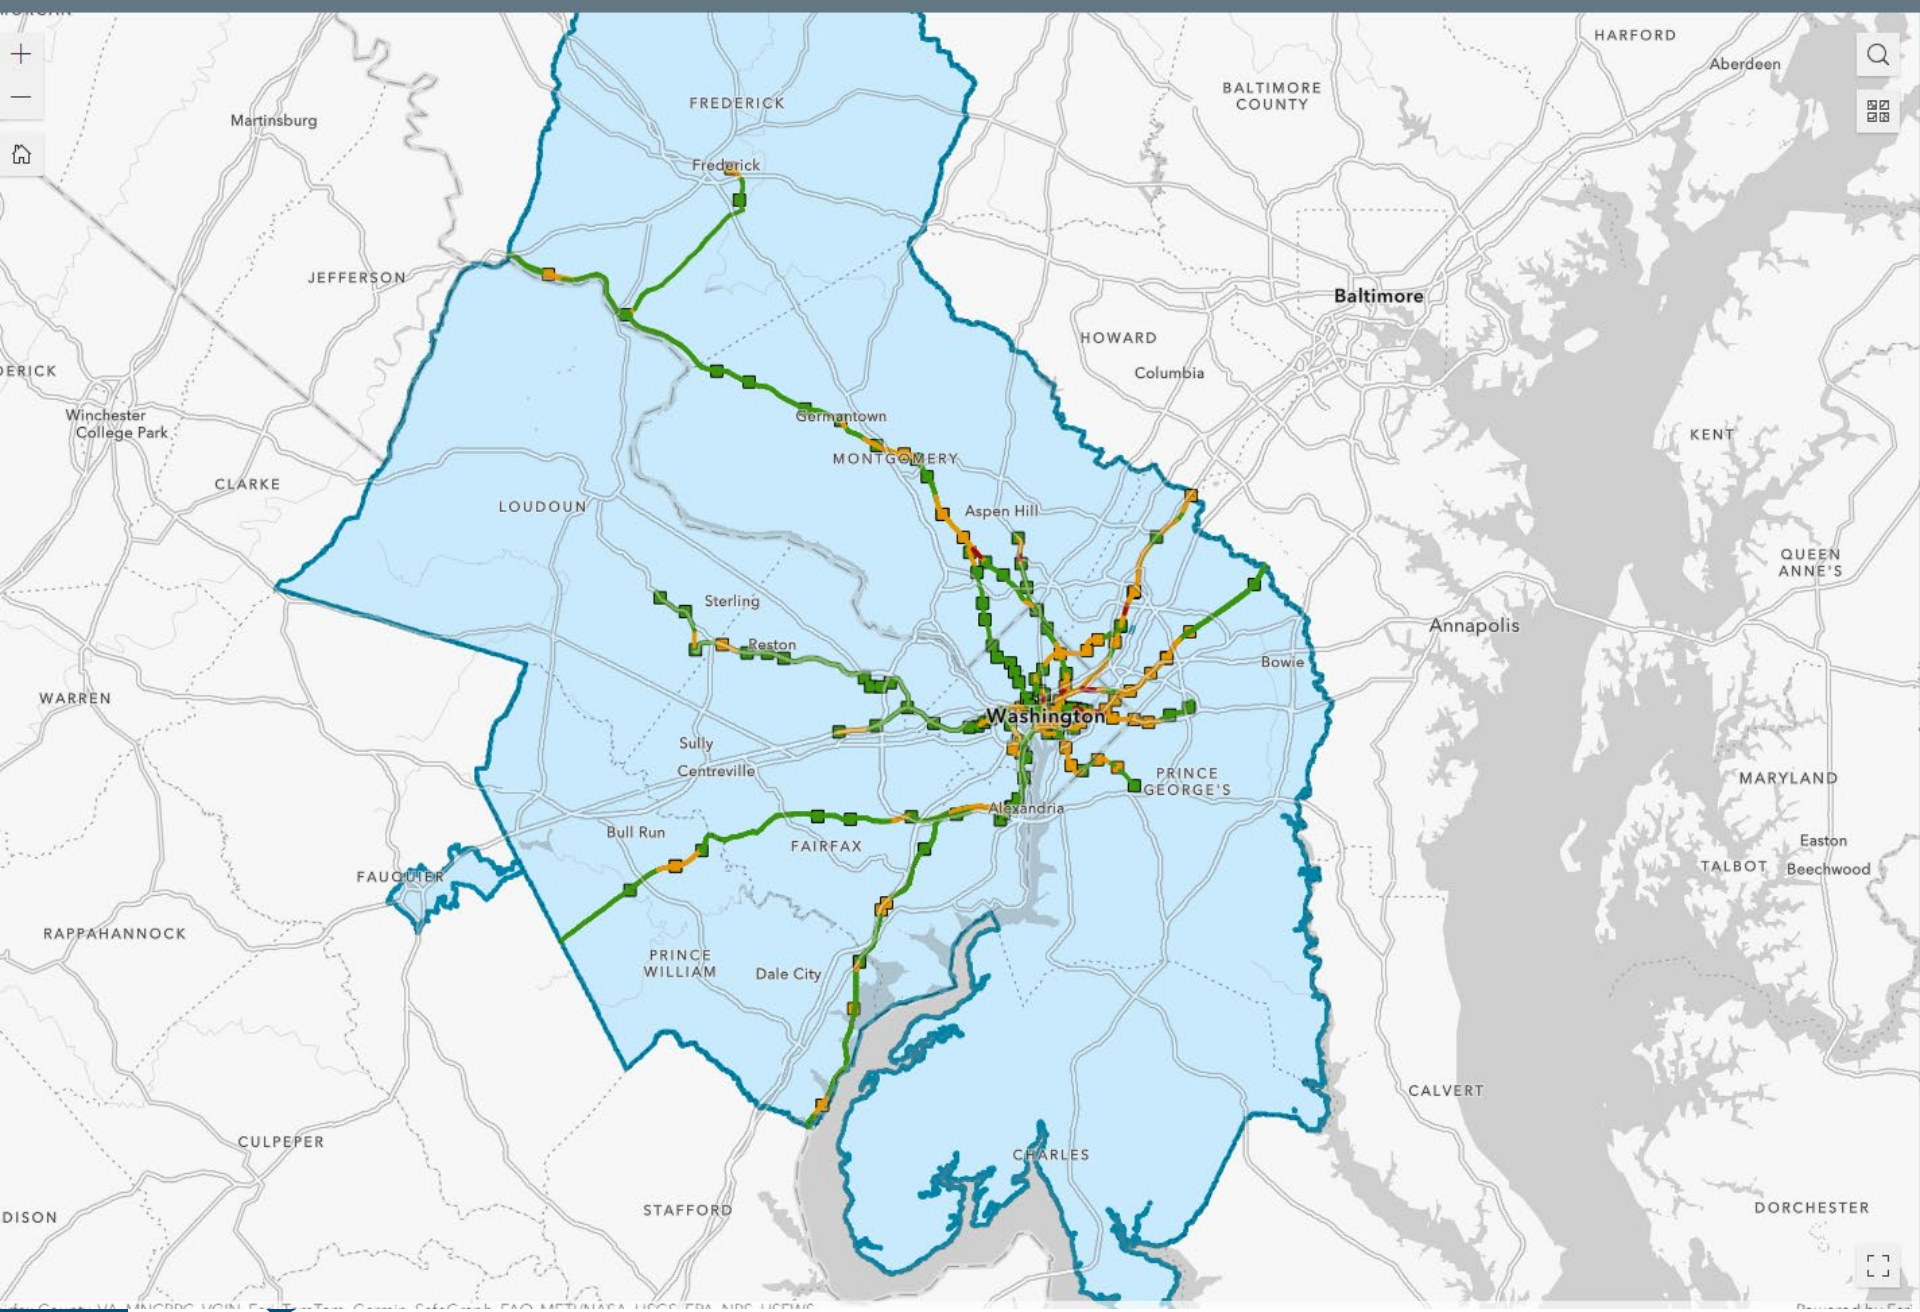 HARFORD
Aberdeen
BALTIMORE
COUNTY
FREDERICK
Martinsburg
Frederick
JEFFERSON
Baltimore
HOWARD
Columbia
Winchester
College Park
Germantown
KENT
MONTGOMERY
CLARKE
LOUDOUN
Aspen Hill
QUEEN
ANNE'S
Sterling
Annapolis
Reston
Bowie
WARREN
Washington
Sully
Centreville
PRINCE
GEORGE'S
MARYLAND
Alexandria
Bull Run
FAIRFAX
Easton
TALBOT
Beechwood
FAUQUIER
RAPPAHANNOCK
PRINCE
WILLIAM
Dale City
CALVERT
CULPEPER
CHARLES
STAFFORD
DORCHESTER
DISON